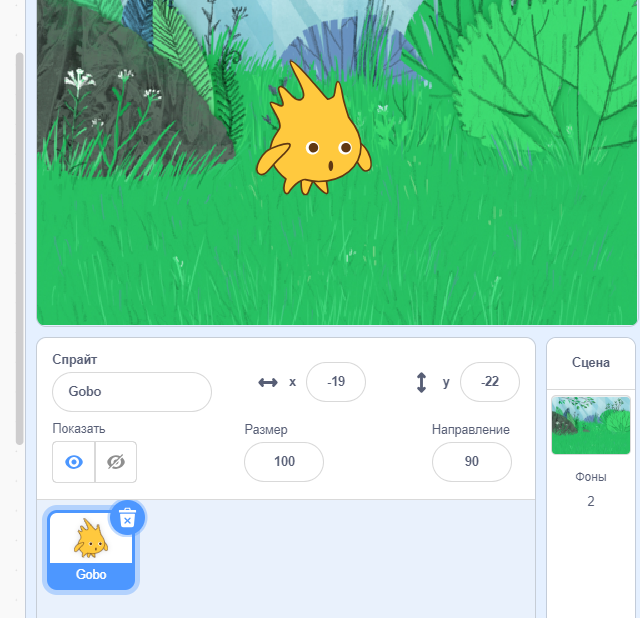 Спрайт
Gobo
x
-19
y
-22
Показать
Размер
100
Направление
90
Gobo
Сцена
Фоны
2